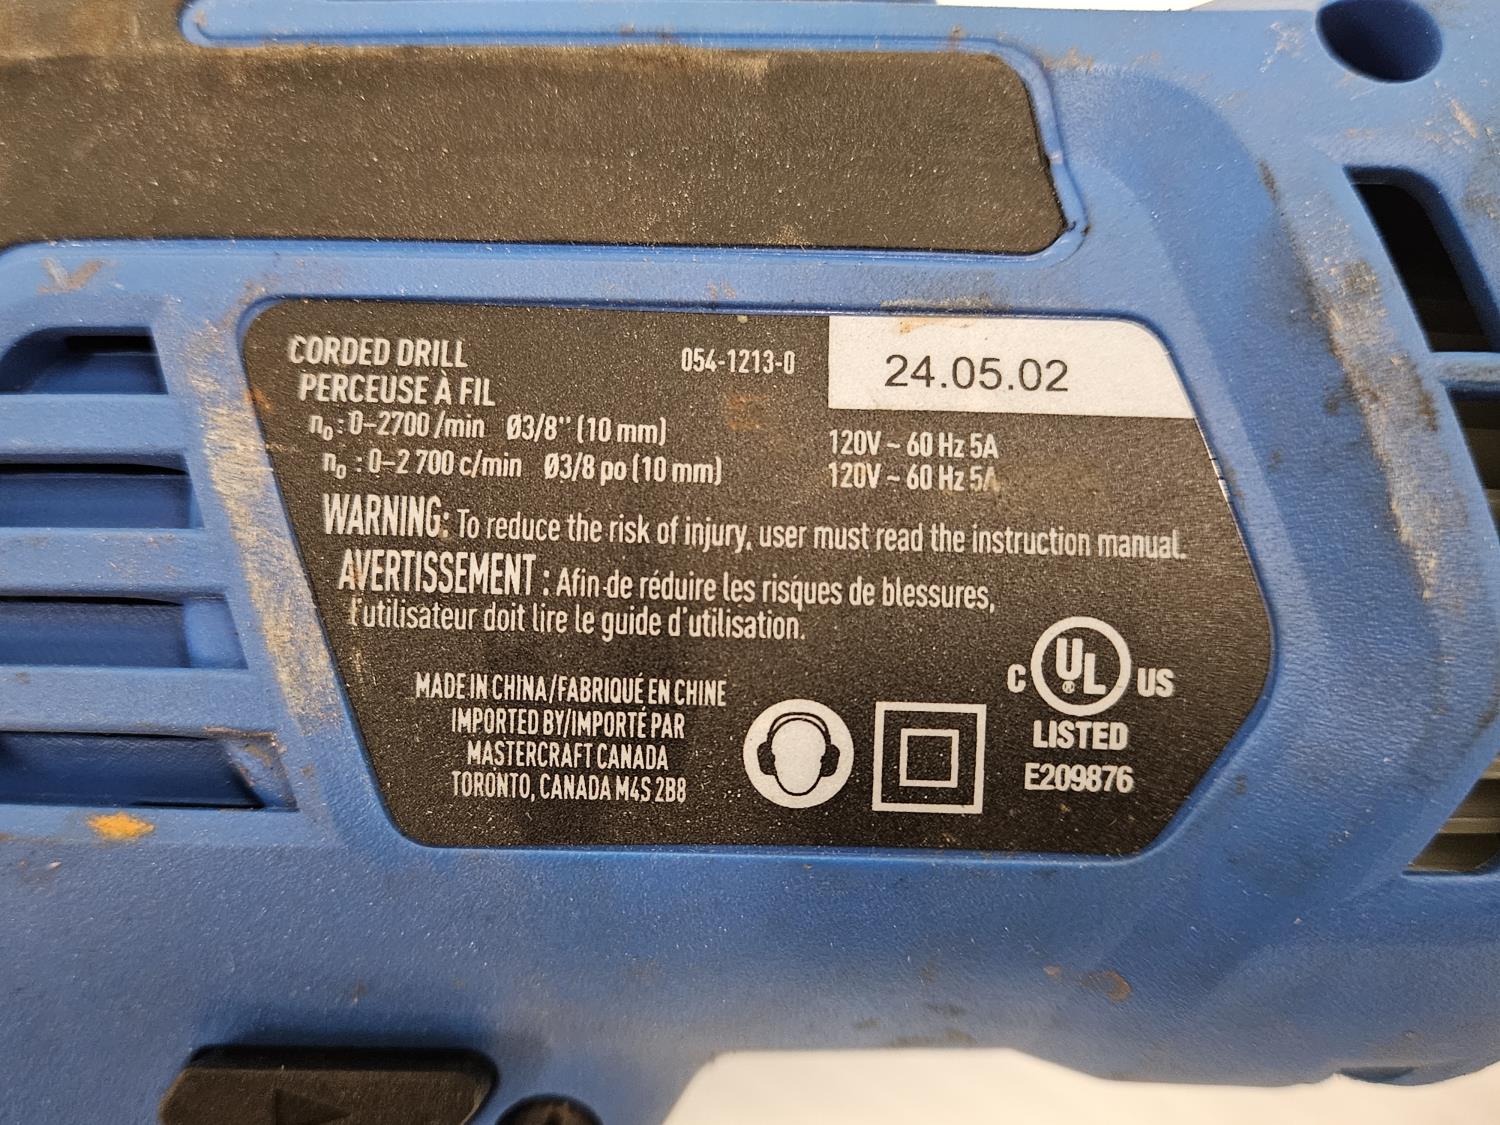 CORDED DRILL
PERCEUSE À FIL
054-1213-0
24.05.02
n₀ : 0–2700 /min Ø3/8" (10 mm)
120V ~ 60 Hz 5A
n₀ : 0–2 700 c/min Ø3/8 po (10 mm)
120V ~ 60 Hz 5A
WARNING: To reduce the risk of injury, user must read the instruction manual.
AVERTISSEMENT : Afin de réduire les risques de blessures,
l'utilisateur doit lire le guide d'utilisation.
MADE IN CHINA/FABRIQUÉ EN CHINE
IMPORTED BY/IMPORTÉ PAR
MASTERCRAFT CANADA
TORONTO, CANADA M4S 2B8
C UL ® US
LISTED
E209876